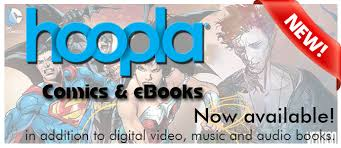 NEW!
hoopla
Comics & eBooks
Now available!
in addition to digital video, music and audio books.